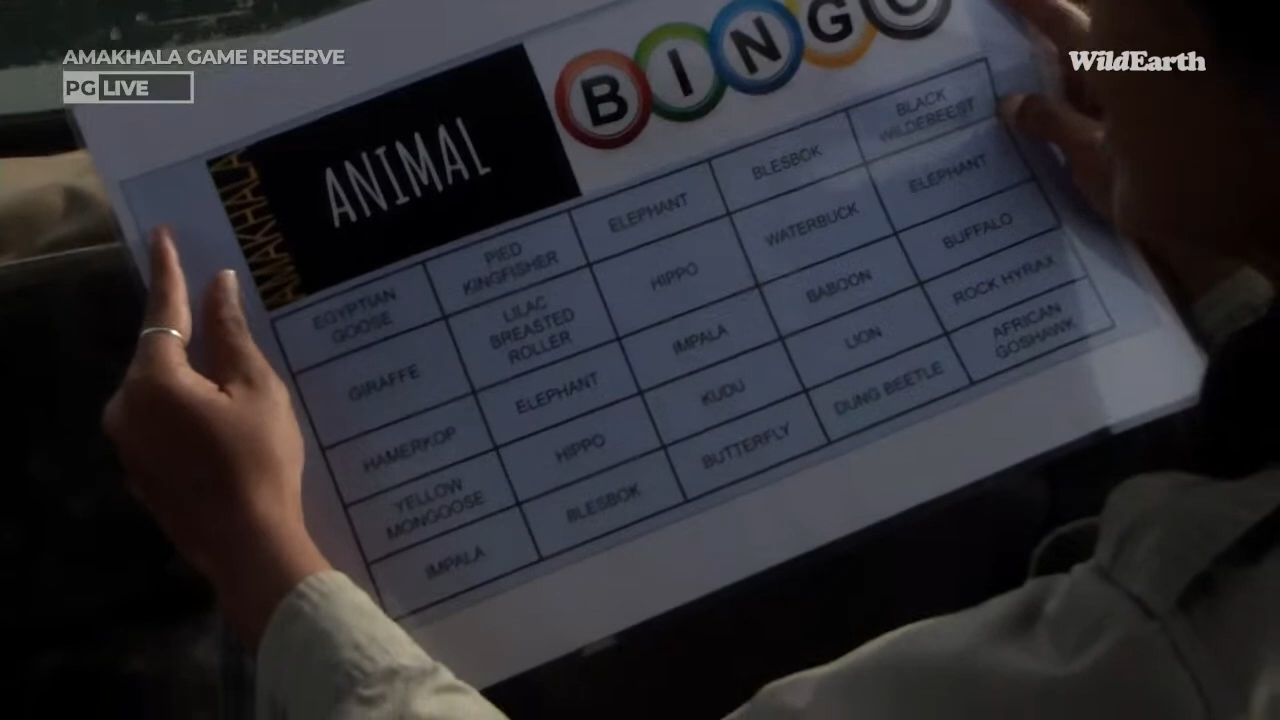 AMAKHALA GAME RESERVE
PG LIVE
WildEarth
AMAKHALA
ANIMAL
BINGO
EGYPTIAN
GOOSE
PIED
KINGFISHER
ELEPHANT
BLESBOK
BLACK
WILDEBEEST
GIRAFFE
LILAC
BREASTED
ROLLER
HIPPO
WATERBUCK
ELEPHANT
HAMERKOP
ELEPHANT
IMPALA
BABOON
BUFFALO
YELLOW
MONGOOSE
HIPPO
KUDU
LION
ROCK HYRAX
IMPALA
BLESBOK
BUTTERFLY
DUNG BEETLE
AFRICAN
GOSHAWK